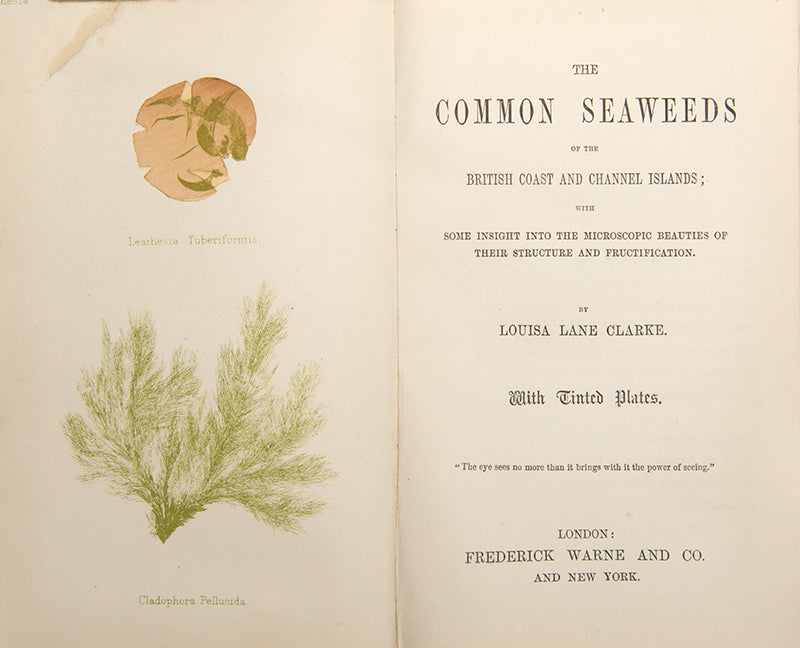 Leathesia Tuberiformis
Cladophora Pellucida.
THE
COMMON SEAWEEDS
OF THE
BRITISH COAST AND CHANNEL ISLANDS;
WITH
SOME INSIGHT INTO THE MICROSCOPIC BEAUTIES OF
THEIR STRUCTURE AND FRUCTIFICATION.
BY
LOUISA LANE CLARKE.
With Tinted Plates.
"The eye sees no more than it brings with it the power of seeing."
LONDON:
FREDERICK WARNE AND CO.
AND NEW YORK.